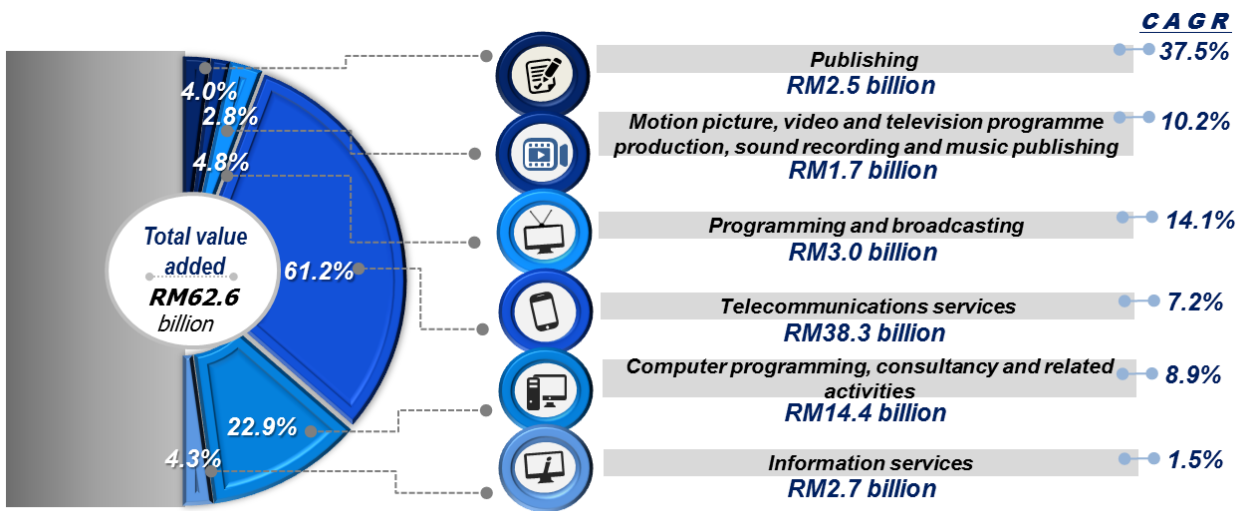 CAGR
4.0%
2.8%
4.8%
61.2%
22.9%
4.3%
Total value
added
RM62.6
billion
Publishing
RM2.5 billion
37.5%
Motion picture, video and television programme
production, sound recording and music publishing
RM1.7 billion
10.2%
Programming and broadcasting
RM3.0 billion
14.1%
Telecommunications services
RM38.3 billion
7.2%
Computer programming, consultancy and related
activities
RM14.4 billion
8.9%
Information services
RM2.7 billion
1.5%